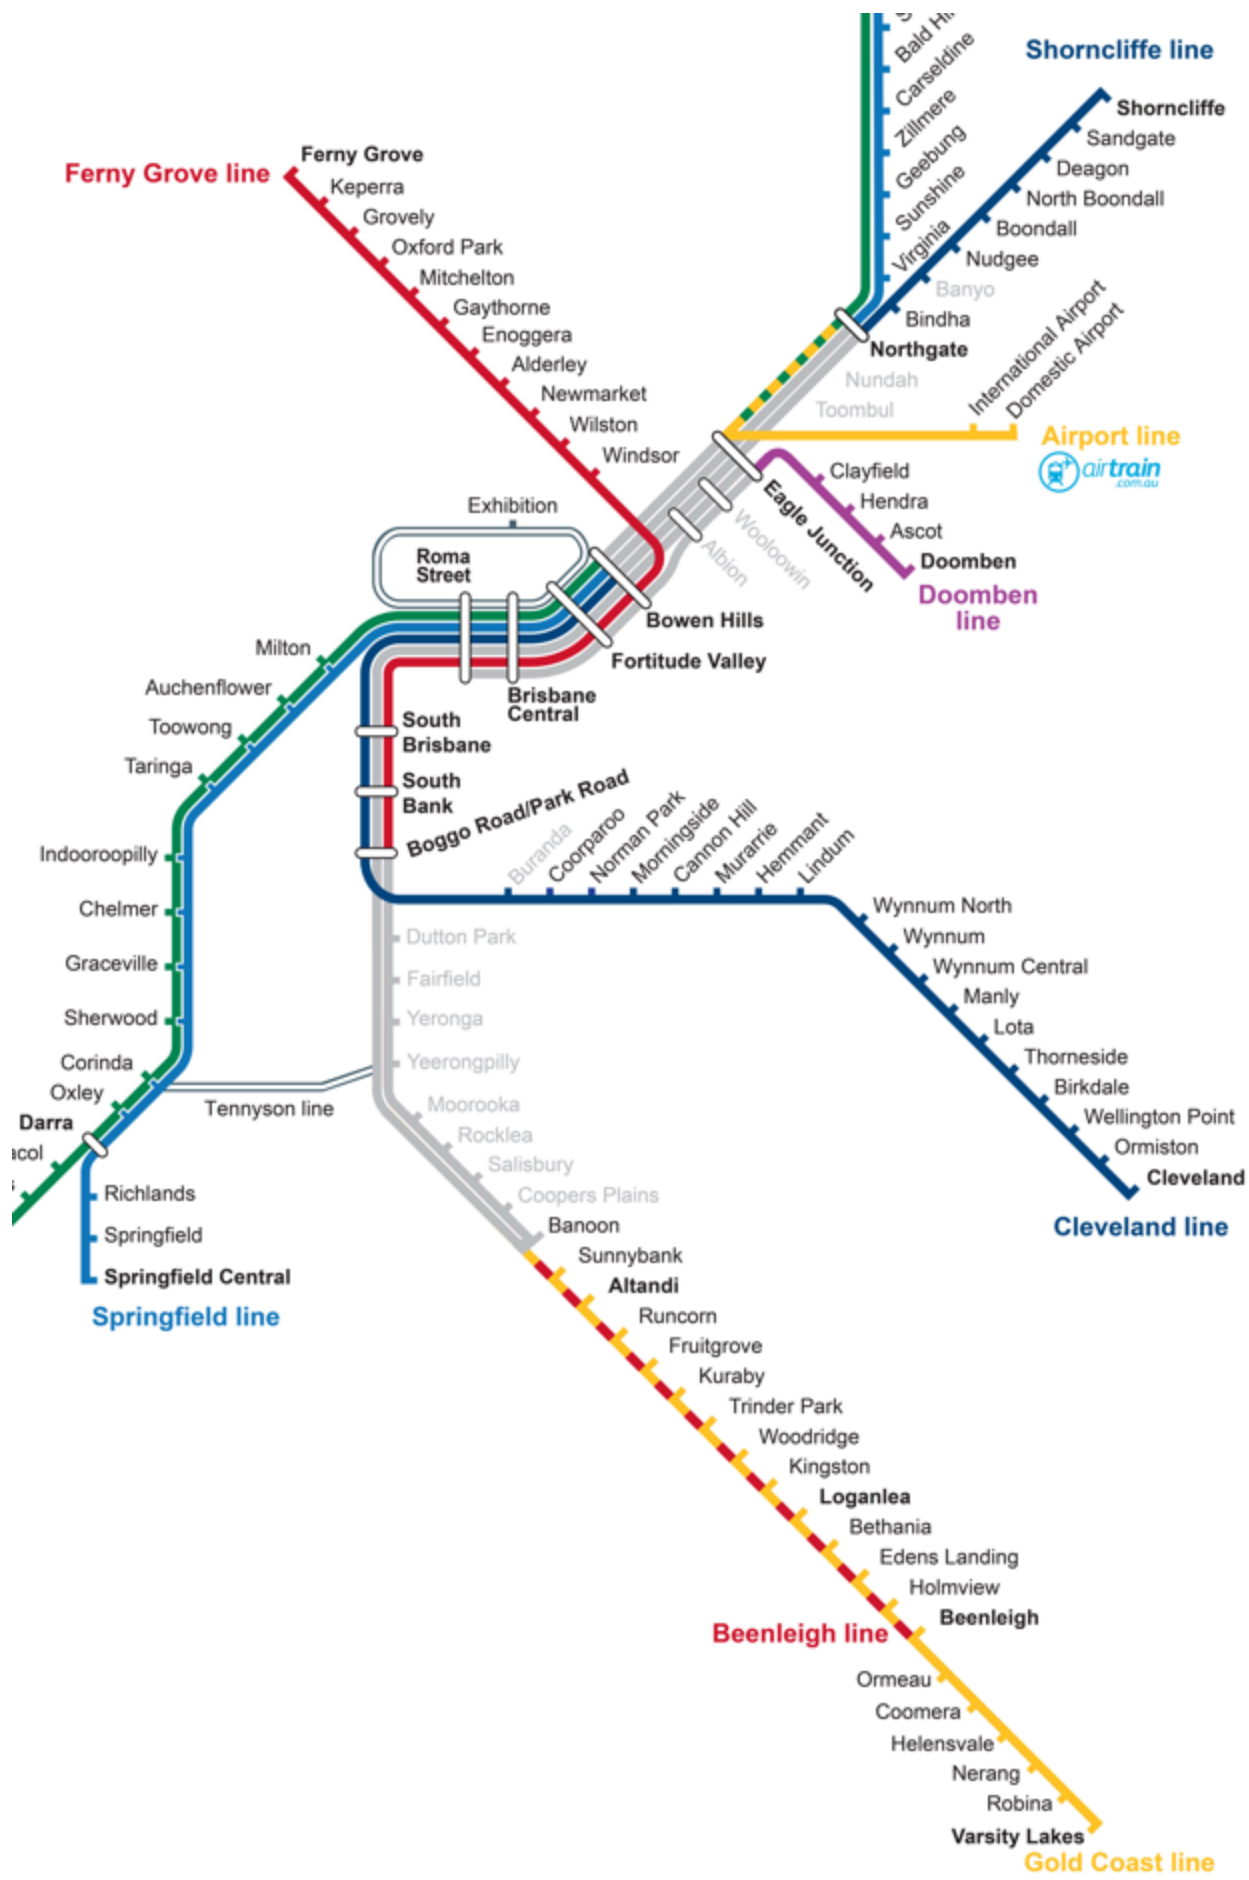 Bald
Carseldine
Zillmere
Geebung
Sunshine
Virginia
Shorncliffe line
Shorncliffe
Sandgate
Deagon
North Boondall
Boondall
Nudgee
Banyo
Bindha
Northgate
Nundah
Toombul
International Airport
Domestic Airport
Airport line
airtrain
.com.au
Ferny Grove line
Ferny Grove
Keperra
Grovely
Oxford Park
Mitchelton
Gaythorne
Enoggera
Alderley
Newmarket
Wilston
Windsor
Eagle Junction
Wooloowin
Albion
Clayfield
Hendra
Ascot
Doomben
Doomben
line
Exhibition
Roma
Street
Bowen Hills
Fortitude Valley
Brisbane
Central
Milton
Auchenflower
Toowong
Taringa
Indooroopilly
Chelmer
Graceville
Sherwood
Corinda
Oxley
Darra
acol
Richlands
Springfield
Springfield Central
Springfield line
Tennyson line
South
Brisbane
South
Bank
Boggo Road/Park Road
Buranda
Coorparoo
Norman Park
Morningside
Cannon Hill
Murarrie
Hemmant
Lindum
Wynnum North
Wynnum
Wynnum Central
Manly
Lota
Thorneside
Birkdale
Wellington Point
Ormiston
Cleveland
Cleveland line
Dutton Park
Fairfield
Yeronga
Yeerongpilly
Moorooka
Rocklea
Salisbury
Coopers Plains
Banoon
Sunnybank
Altandi
Runcorn
Fruitgrove
Kuraby
Trinder Park
Woodridge
Kingston
Loganlea
Bethania
Edens Landing
Holmview
Beenleigh
Beenleigh line
Ormeau
Coomera
Helensvale
Nerang
Robina
Varsity Lakes
Gold Coast line